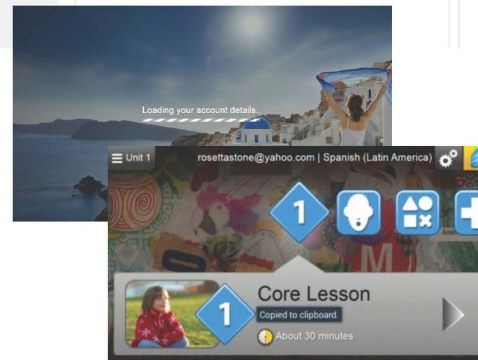 Loading your account details...
Unit 1
rosettastone@yahoo.com | Spanish (Latin America)
1
M
1
Core Lesson
Copied to clipboard.
About 30 minutes